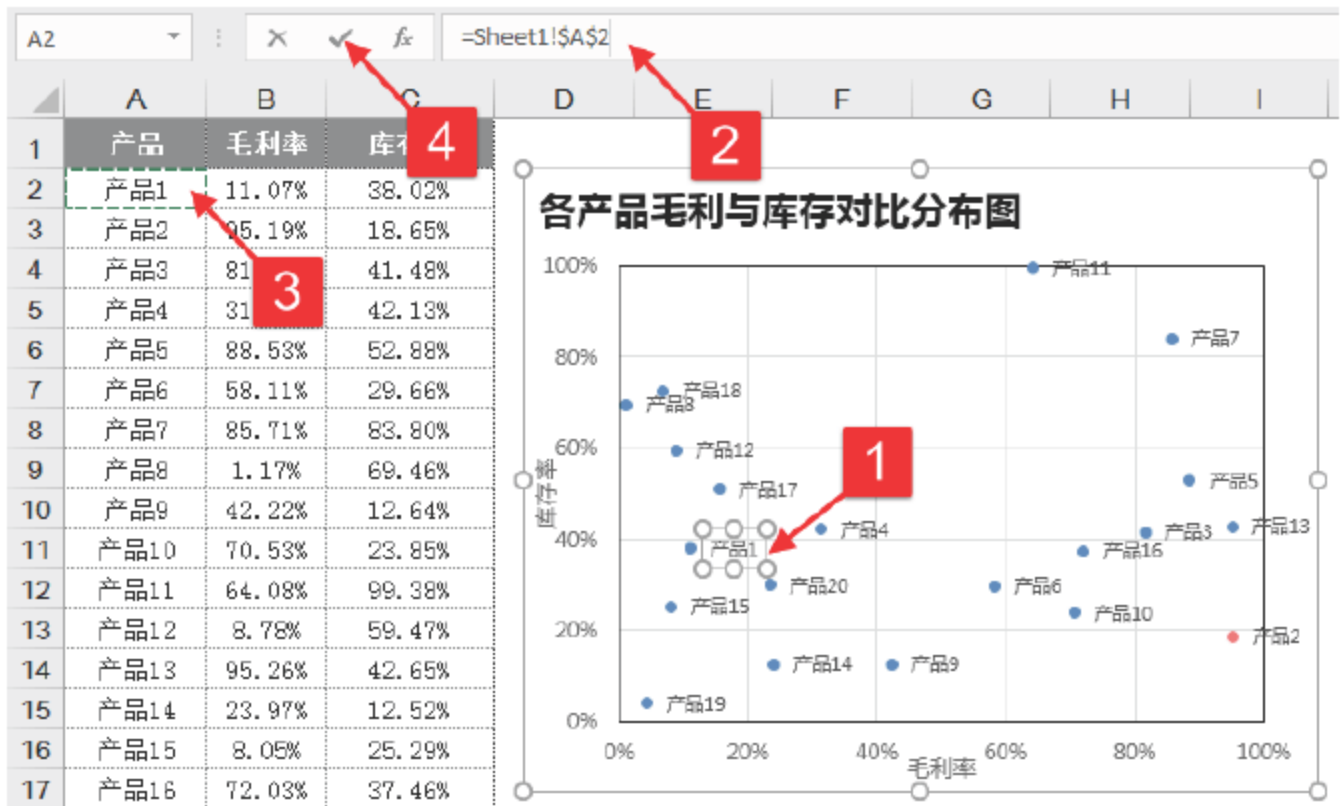 A2 fx =Sheet1!$A$2
A B C D E F G H I
4
2
1 产品 毛利率 库存
2 产品1 11.07% 38.02%
3 产品2 95.19% 18.65%
4 产品3 81 41.48%
3
5 产品4 31 42.13%
6 产品5 88.53% 52.88%
7 产品6 58.11% 29.66%
8 产品7 85.71% 83.80%
9 产品8 1.17% 69.46%
10 产品9 42.22% 12.64%
11 产品10 70.53% 23.85%
12 产品11 64.08% 99.38%
13 产品12 8.78% 59.47%
14 产品13 95.26% 42.65%
15 产品14 23.97% 12.52%
16 产品15 8.05% 25.29%
17 产品16 72.03% 37.46%
各产品毛利与库存对比分布图
100%
产品11
产品7
80%
产品18
产品8
60%
产品12
1
库存率
产品17
产品5
产品4
产品3
产品13
40%
产品1
产品16
产品20
产品6
产品15
产品10
20%
产品2
产品14
产品9
产品19
0%
0% 20% 40% 60% 80% 100%
毛利率